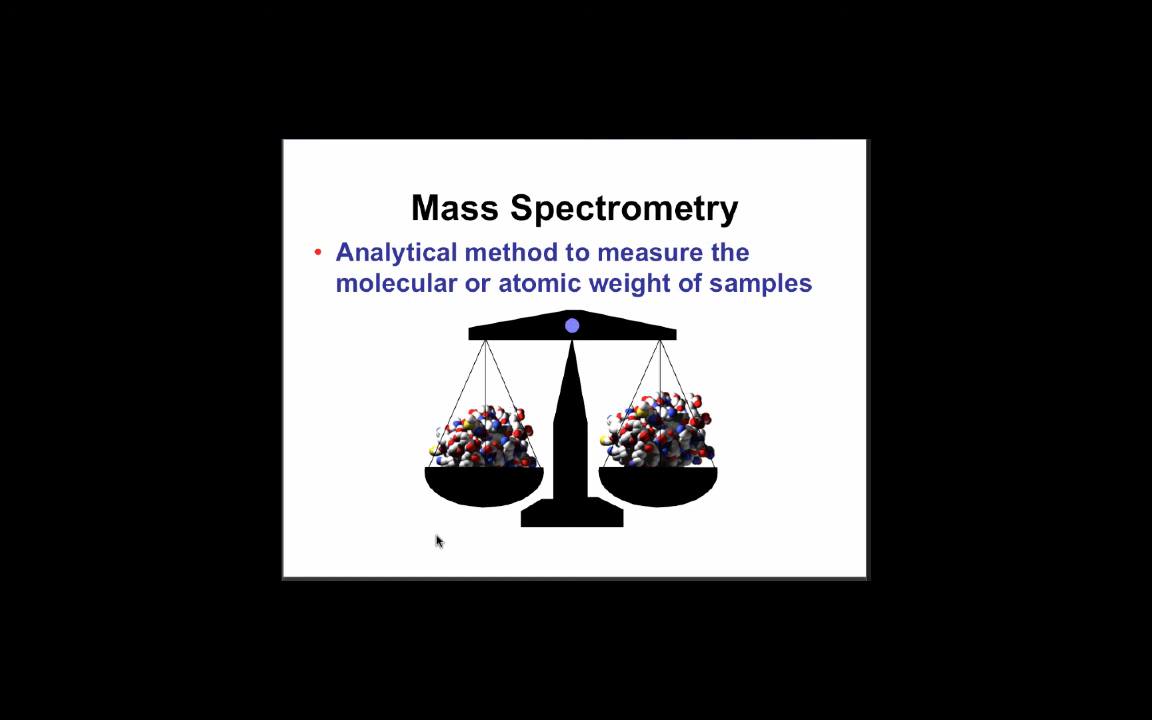 Mass Spectrometry
• Analytical method to measure the
molecular or atomic weight of samples